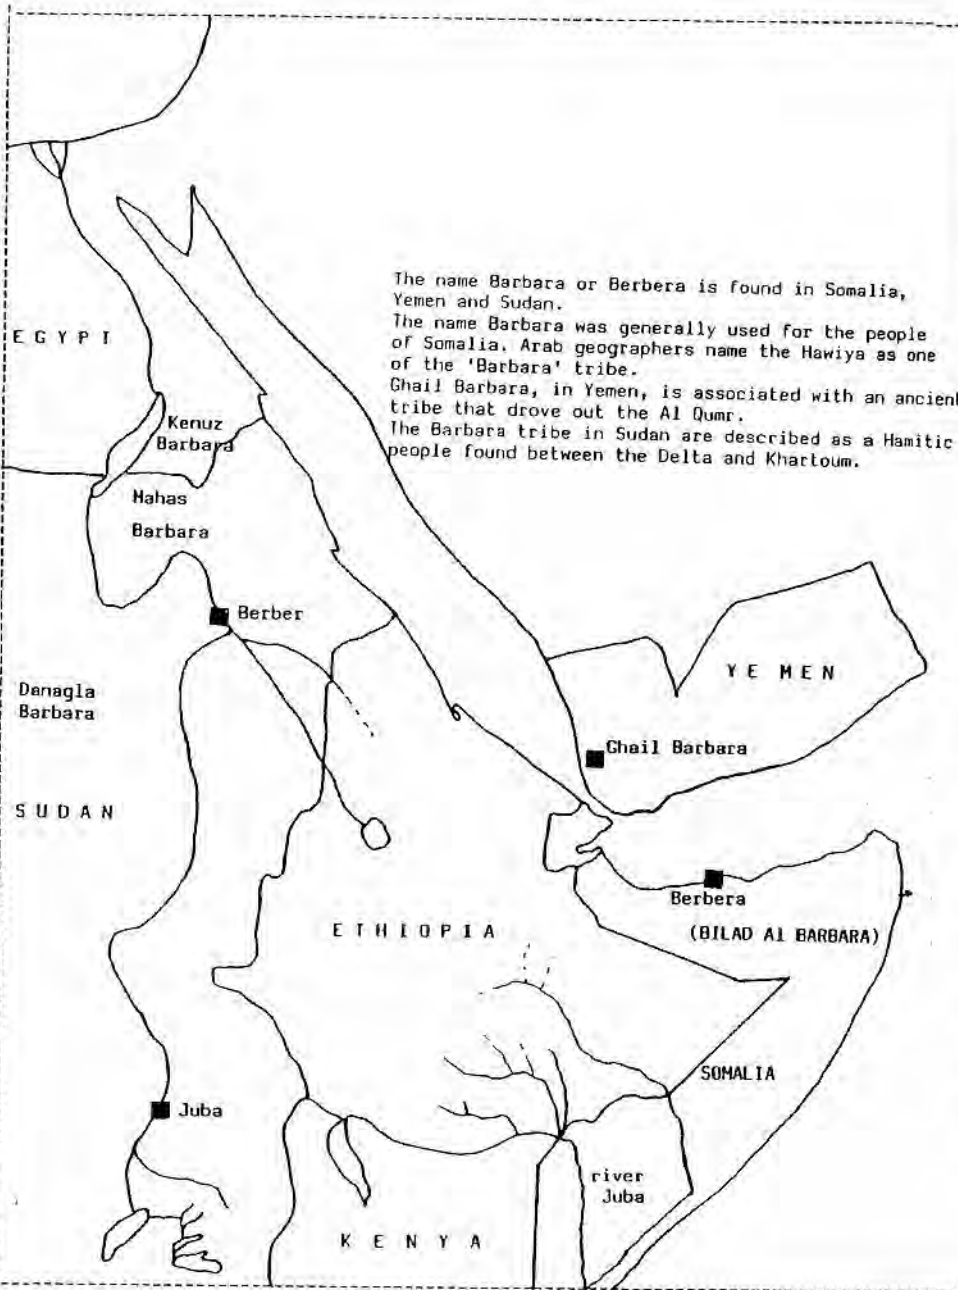 The name Barbara or Berbera is found in Somalia,
Yemen and Sudan.
The name Barbara was generally used for the people
of Somalia. Arab geographers name the Hawiya as one
of the 'Barbara' tribe.
Ghail Barbara, in Yemen, is associated with an ancient
tribe that drove out the Al Qumr.
The Barbara tribe in Sudan are described as a Hamitic
people found between the Delta and Khartoum.
EGYPT
Kenuz
Barbara
Mahas
Barbara
Berber
YEMEN
Danagla
Barbara
Ghail Barbara
SUDAN
Berbera
ETHIOPIA
(BILAD Al BARBARA)
SOMALIA
Juba
river
Juba
KENYA